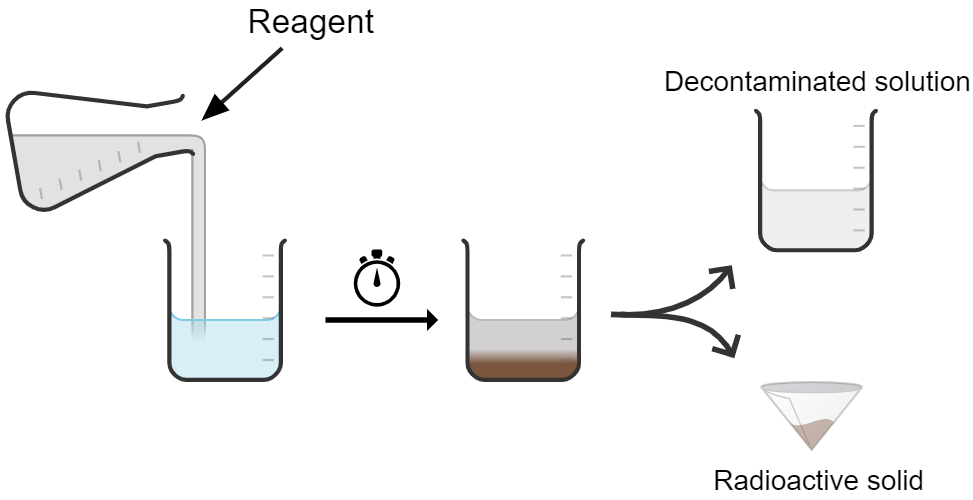 Reagent
Decontaminated solution
Radioactive solid